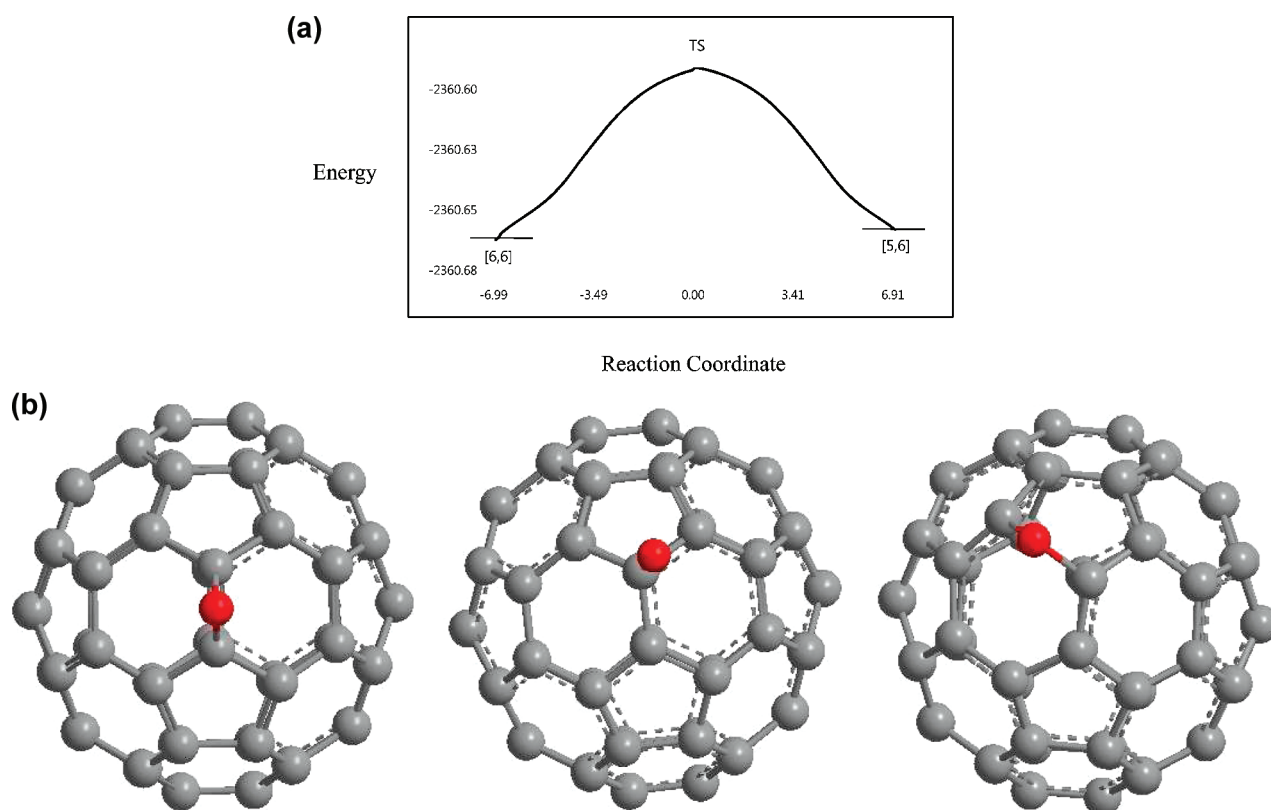 (a)
TS
-2360.60
-2360.63
Energy
-2360.65
[6,6]
[5,6]
-2360.68
-6.99 -3.49 0.00 3.41 6.91
Reaction Coordinate
(b)